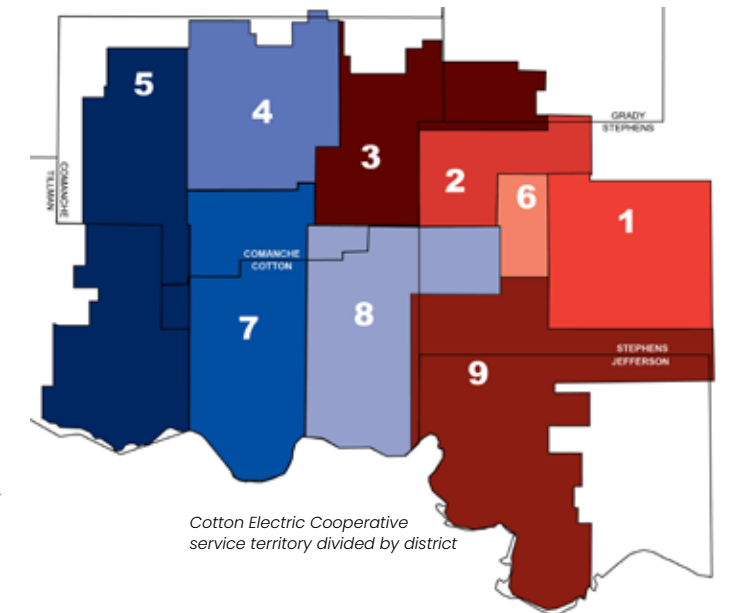 5
4
GRADY
STEPHENS
3
2
6
1
TILLMAN
COMANCHE
COMANCHE
COTTON
7
8
STEPHENS
JEFFERSON
9
Cotton Electric Cooperative
service territory divided by district